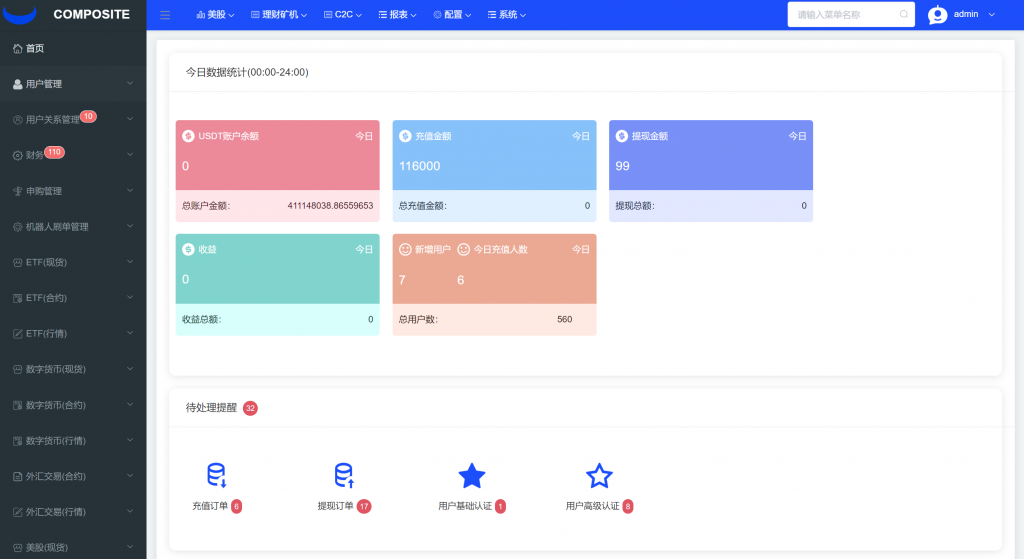 COMPOSITE
美股 理财矿机 C2C 报表 配置 系统
请输入菜单名称
admin
首页
用户管理
用户关系管理 10
财务 110
申购管理
机器人刷单管理
ETF(现货)
ETF(合约)
ETF(行情)
数字货币(现货)
数字货币(合约)
数字货币(行情)
外汇交易(合约)
外汇交易(行情)
美股(现货)
今日数据统计(00:00-24:00)
USDT账户余额 今日
0
总账户金额： 411148038.86559653
充值金额 今日
116000
总充值金额： 0
提现金额 今日
99
提现总额： 0
收益 今日
0
收益总额： 0
新增用户 今日充值人数 今日
7 6
总用户数： 560
待处理提醒 32
充值订单 6
提现订单 17
用户基础认证 1
用户高级认证 8